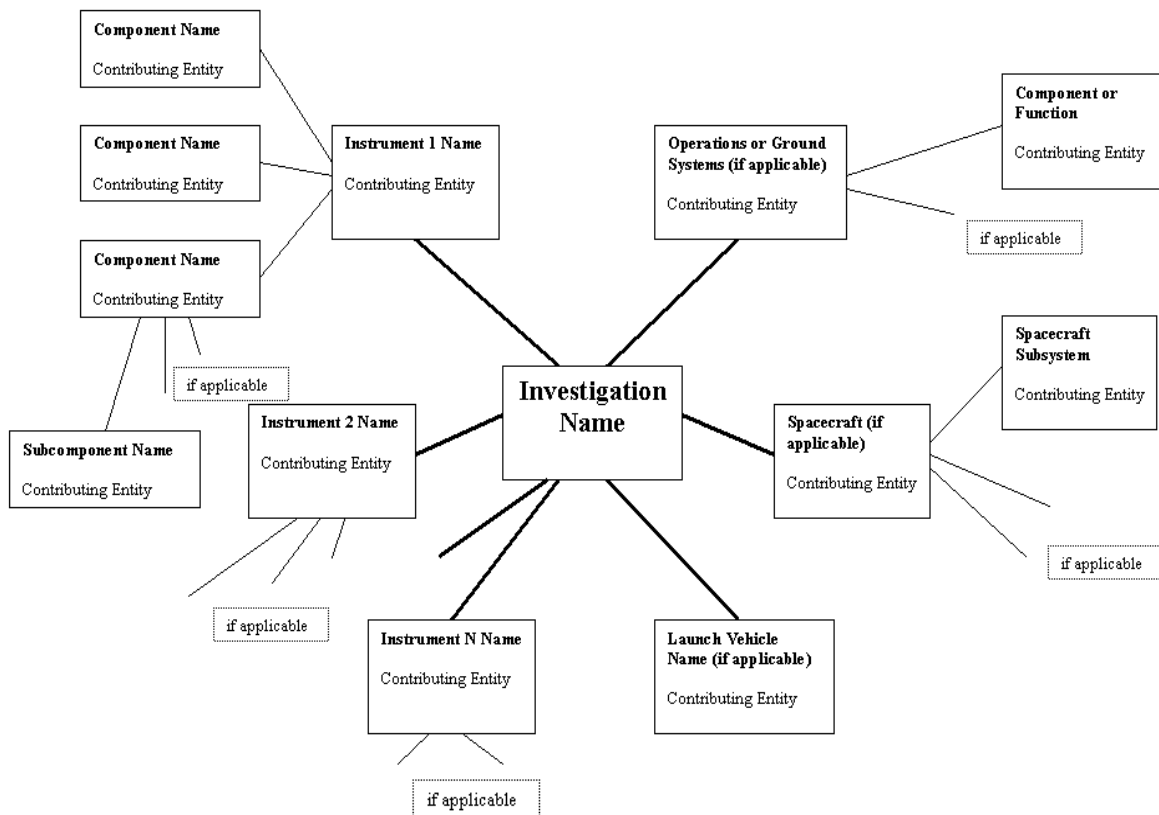 Component Name
Contributing Entity
Component Name
Contributing Entity
Component Name
Contributing Entity
if applicable
Subcomponent Name
Contributing Entity
Instrument 1 Name
Contributing Entity
Operations or Ground
Systems (if applicable)
Contributing Entity
Component or
Function
Contributing Entity
if applicable
Investigation
Name
Spacecraft
Subsystem
Contributing Entity
Spacecraft (if
applicable)
Contributing Entity
if applicable
Instrument 2 Name
Contributing Entity
if applicable
Instrument N Name
Contributing Entity
if applicable
Launch Vehicle
Name (if applicable)
Contributing Entity